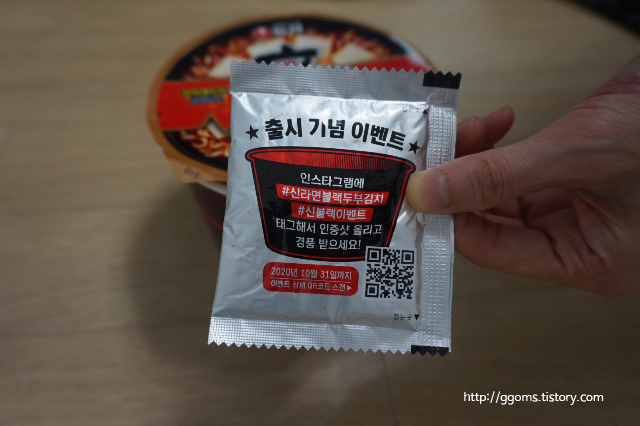 ★ 출시 기념 이벤트 ★
인스타그램에
#신라면블랙두부김치
#신블랙이벤트
태그해서 인증샷 올리고
경품 받으세요!
2020년 10월 31일까지
이벤트 상세 QR코드 스캔▶
뜯는곳▼
http://ggoms.tistory.com